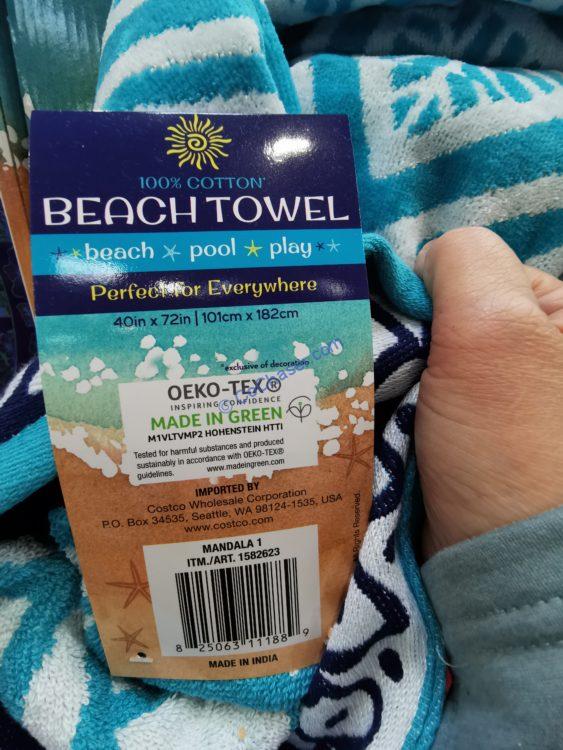 100% COTTON*
BEACH TOWEL
beach pool play
Perfect for Everywhere
40in x 72in | 101cm x 182cm
*exclusive of decoration
OEKO-TEX®
INSPIRING CONFIDENCE
MADE IN GREEN
M1VLTVMP2 HOHENSTEIN HTTI
Tested for harmful substances and produced
sustainably in accordance with OEKO-TEX®
guidelines. www.madeingreen.com
IMPORTED BY
Costco Wholesale Corporation
P.O. Box 34535, Seattle, WA 98124-1535, USA
www.costco.com
MANDALA 1
ITM./ART. 1582623
8 25063 11188 9
MADE IN INDIA
Rights Reserved.